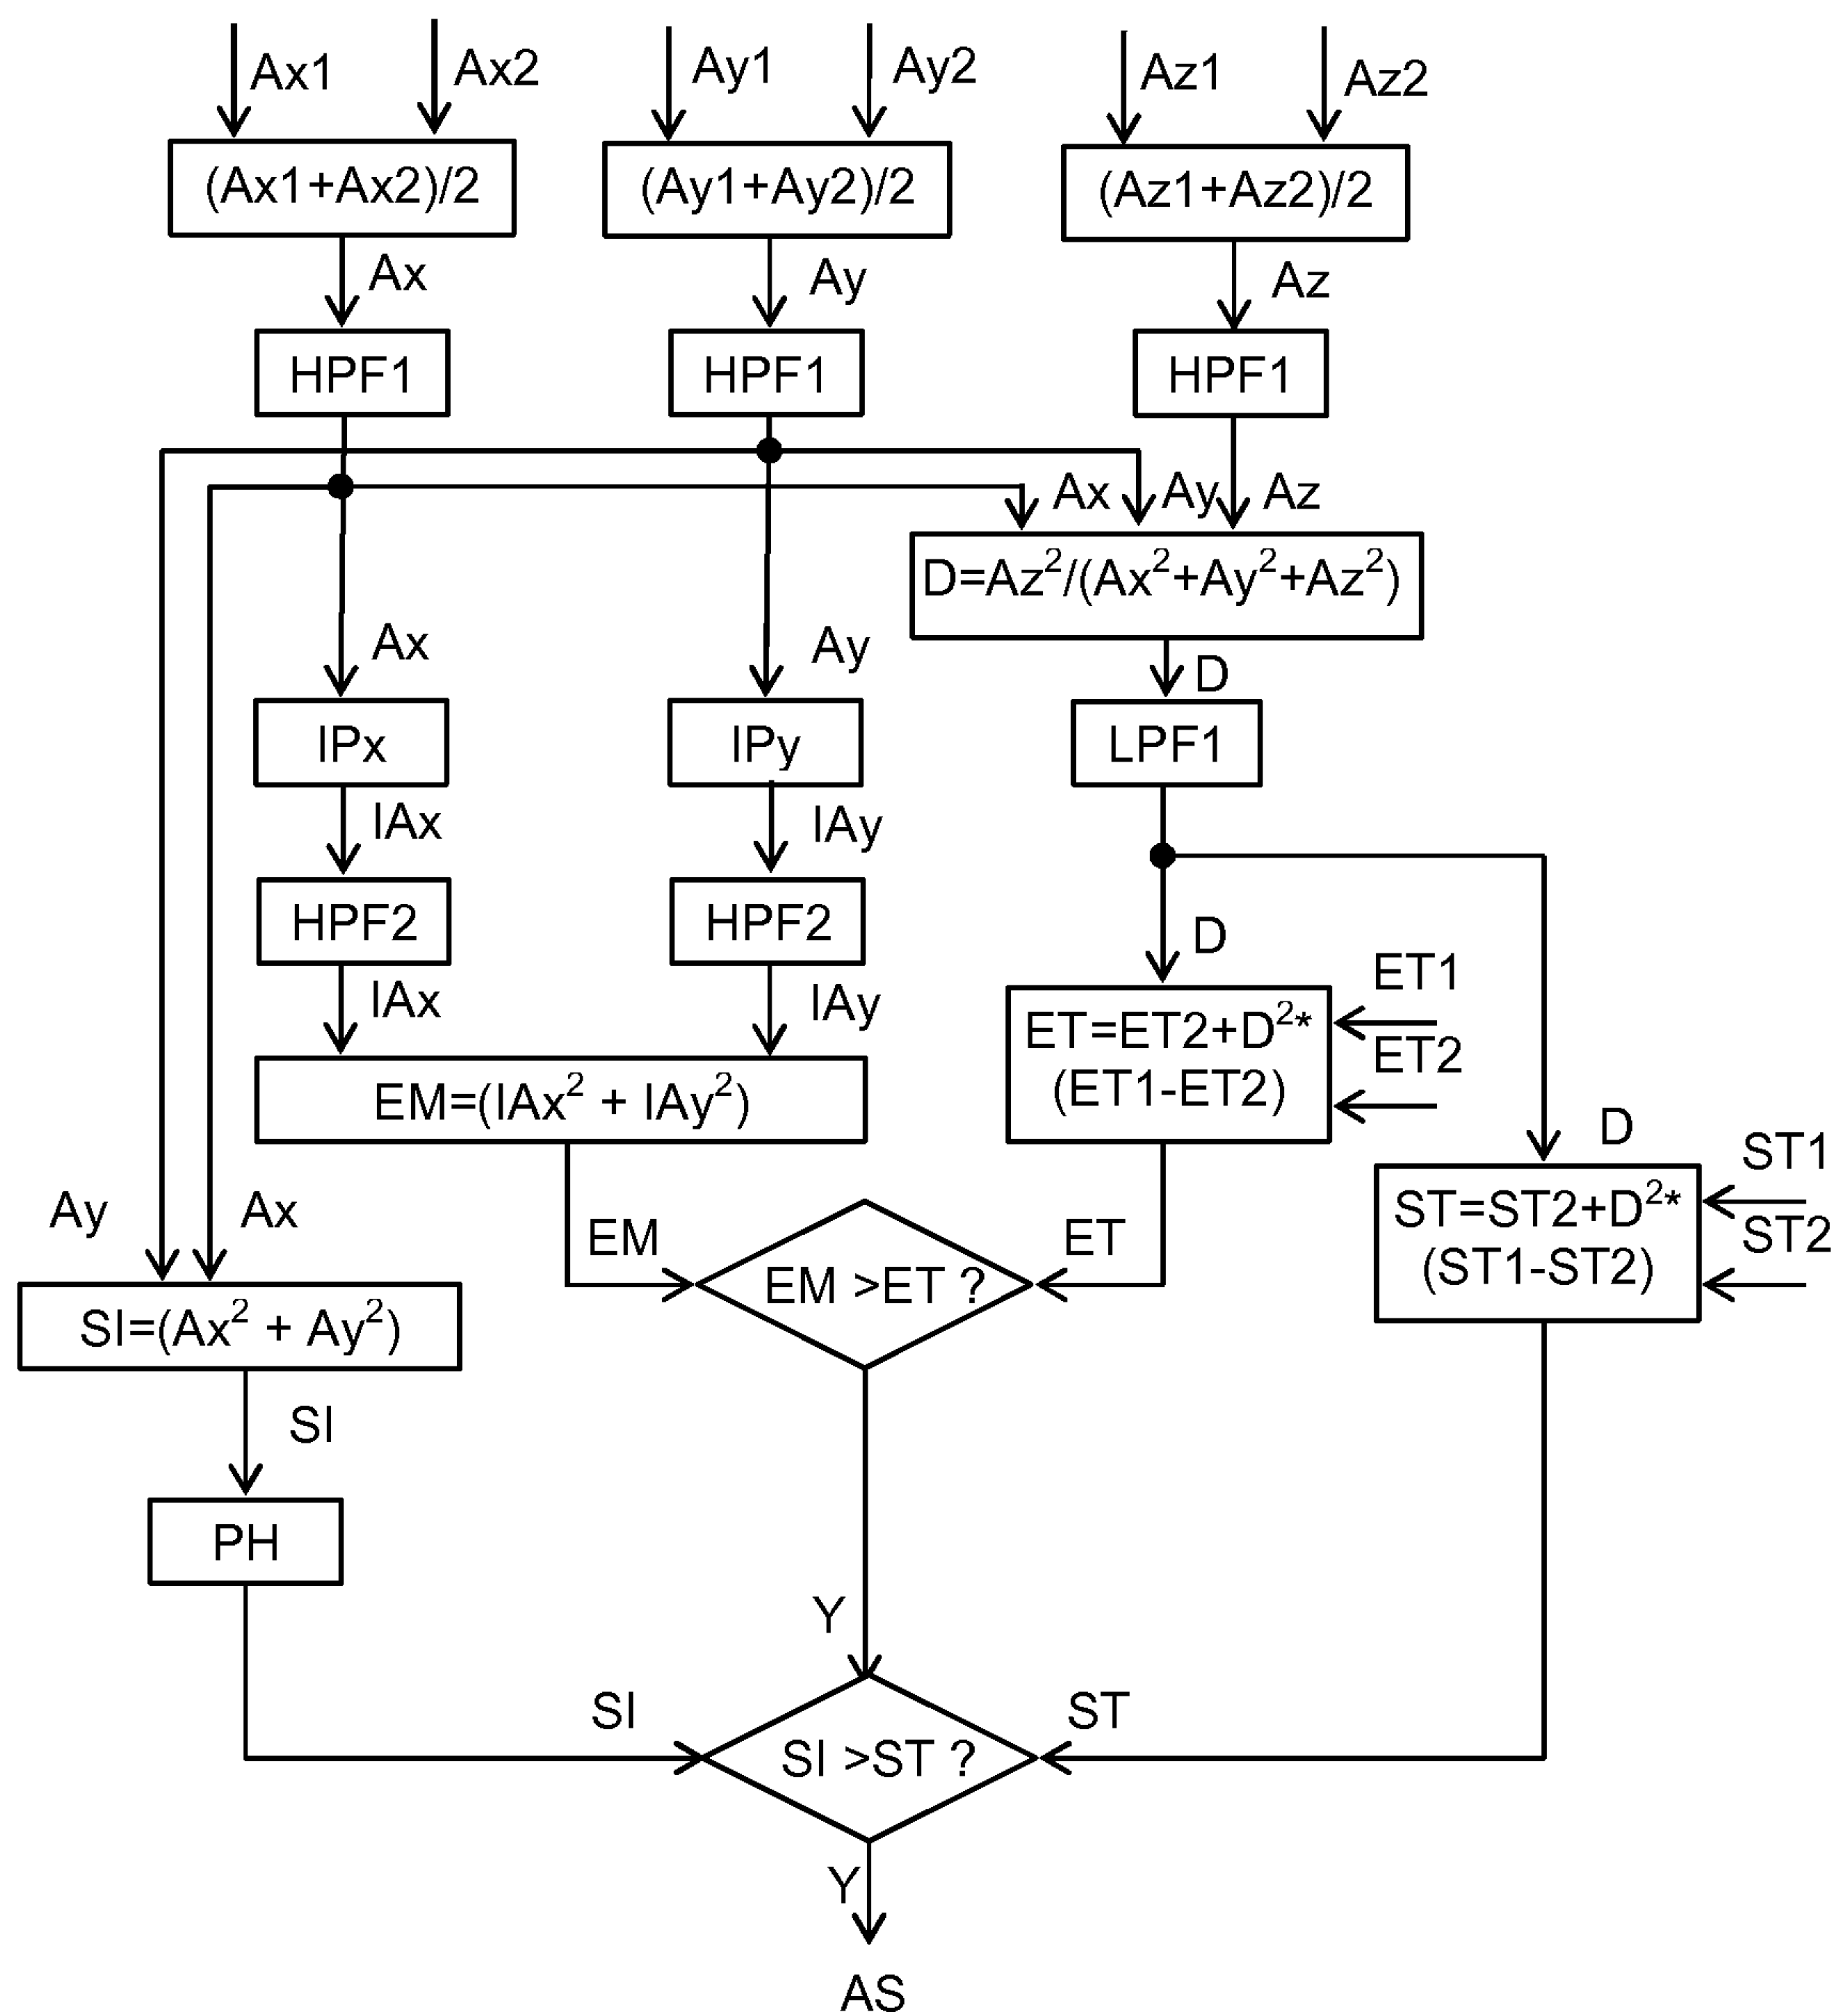 Ax1 Ax2 Ay1 Ay2 Az1 Az2
(Ax1+Ax2)/2 (Ay1+Ay2)/2 (Az1+Az2)/2
Ax Ay Az
HPF1 HPF1 HPF1
Ax Ay Az
D=Az²/(Ax²+Ay²+Az²)
Ax Ay D
IPx IPy LPF1
IAx IAy
HPF2 HPF2 D
IAx IAy ET1
ET=ET2+D²*
(ET1-ET2)
ET2
EM=(IAx² + IAy²)
D ST1
ST=ST2+D²*
(ST1-ST2)
ST2
Ay Ax EM ET
EM >ET ?
SI=(Ax² + Ay²)
SI
PH
Y
SI ST
SI >ST ?
Y
AS